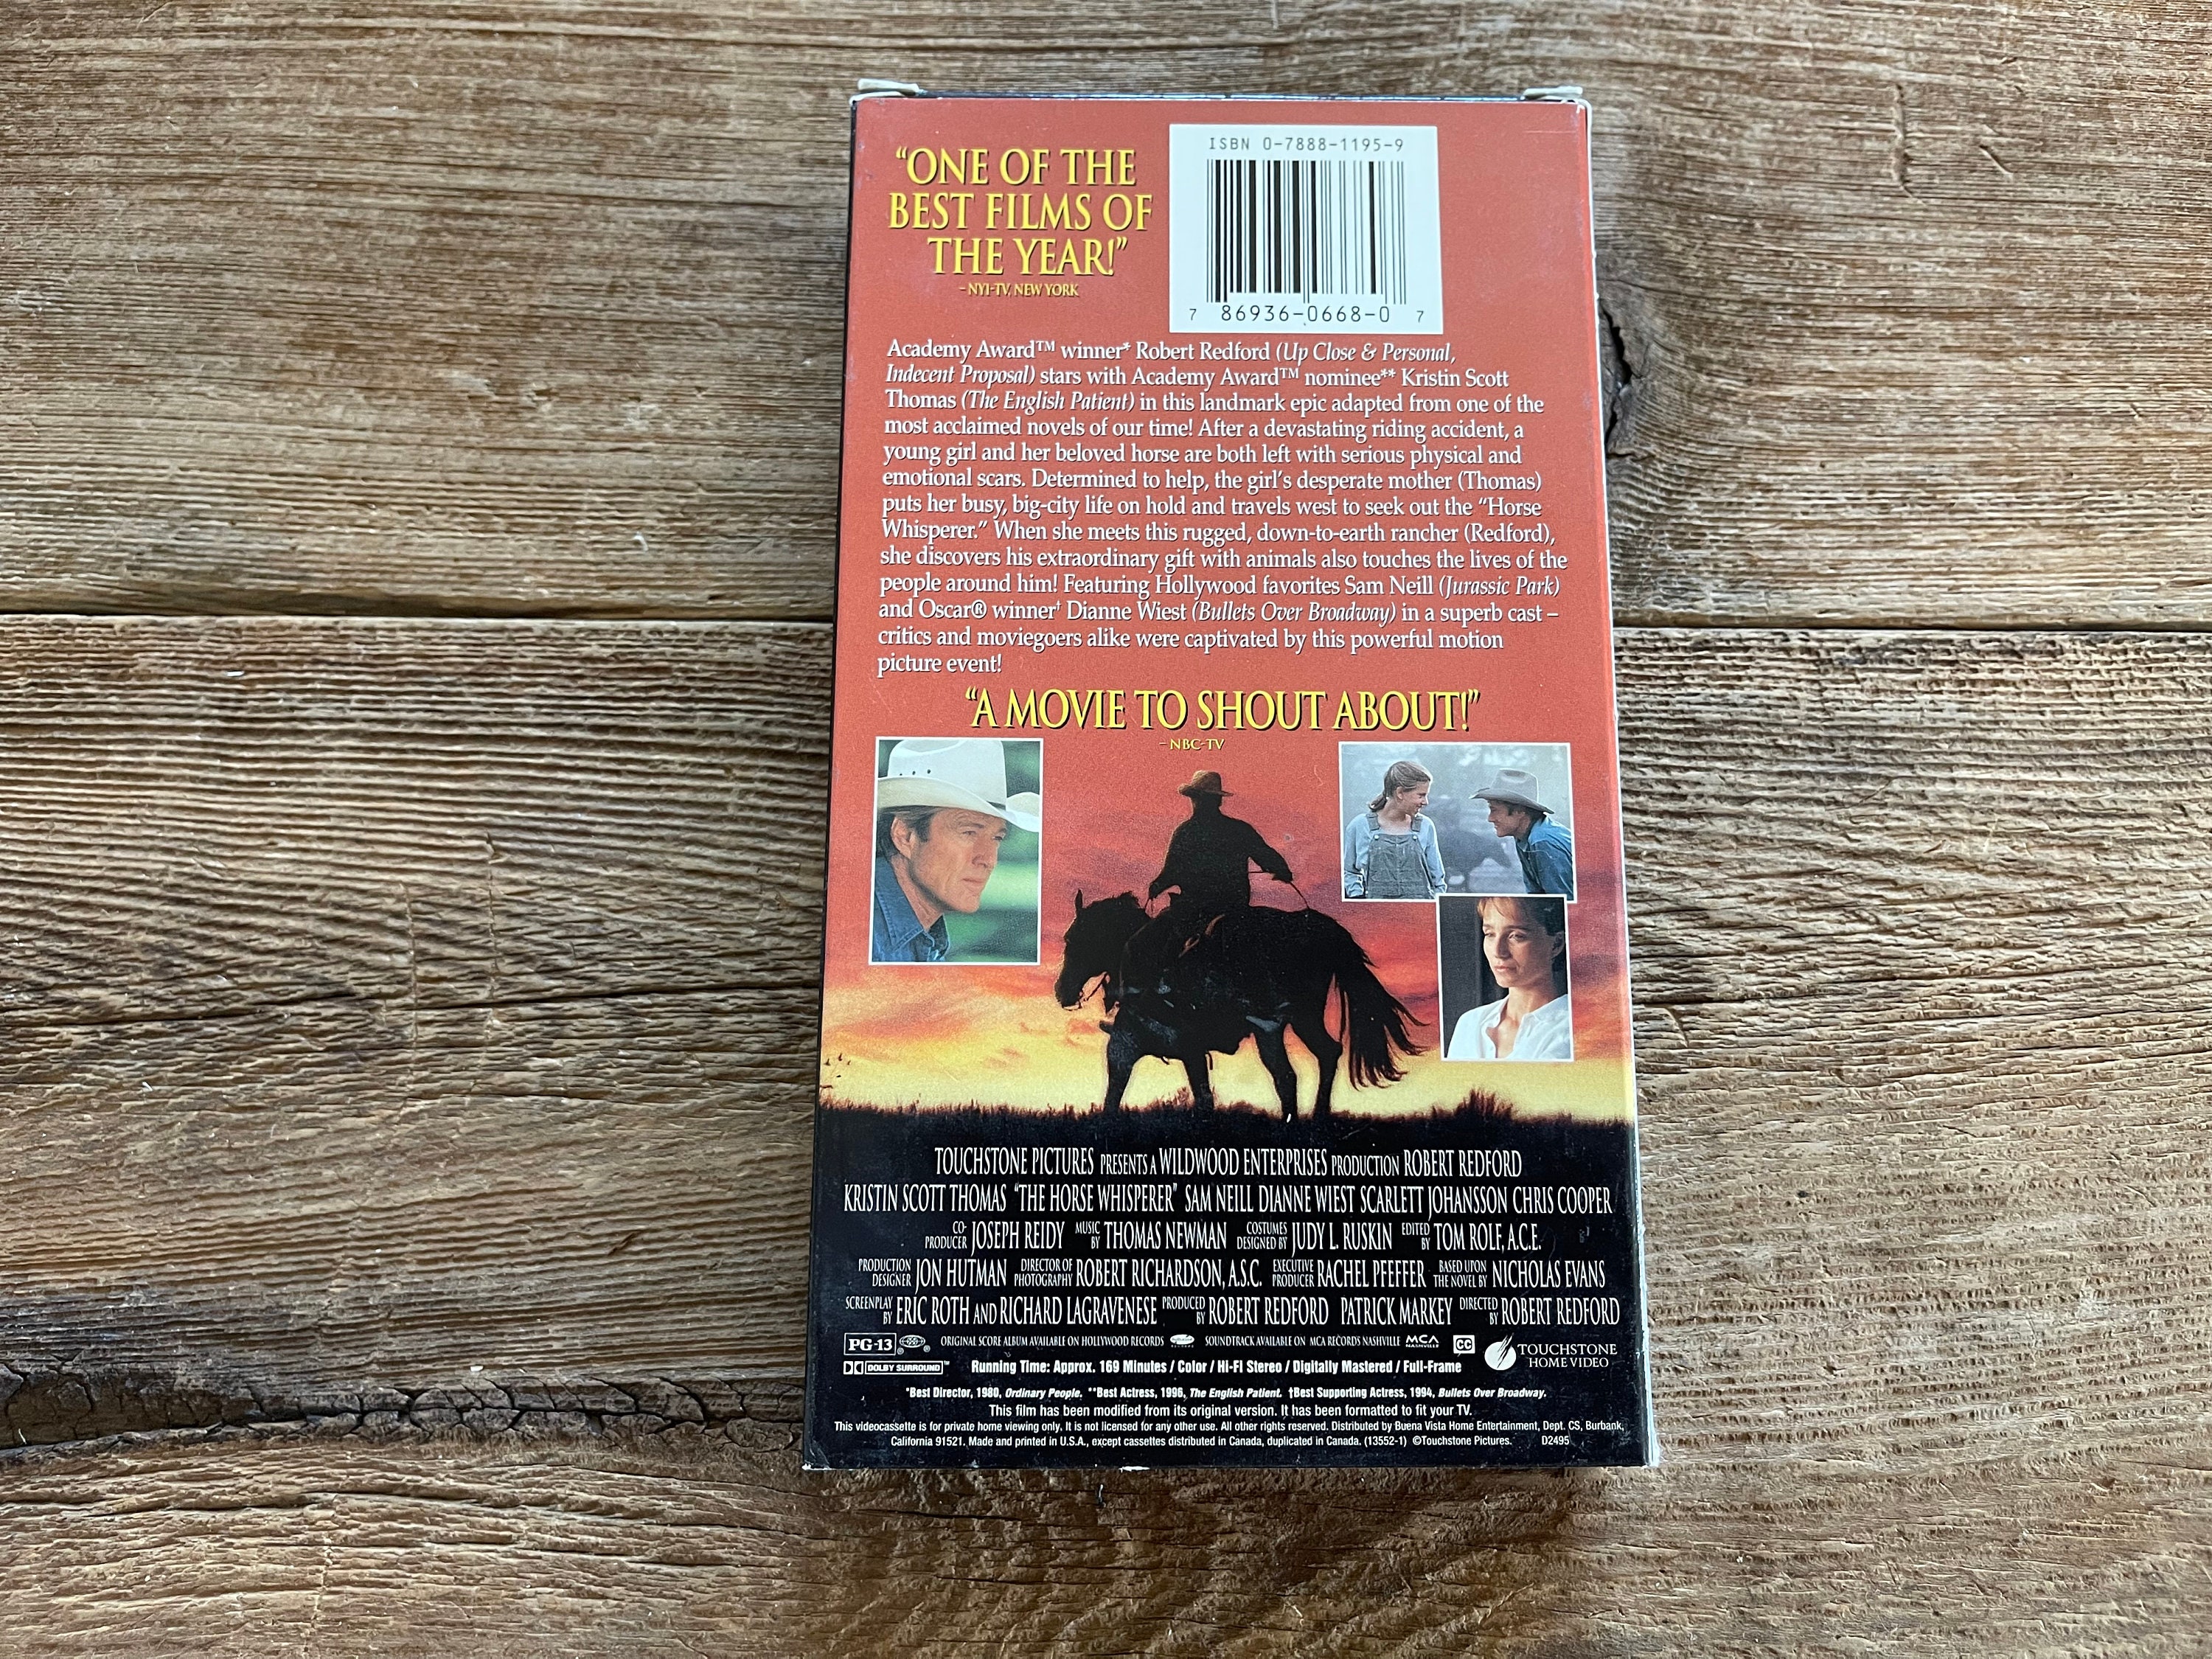 ISBN 0-7888-1195-9
“ONE OF THE
BEST FILMS OF
THE YEAR!”
– NY1-TV, NEW YORK
7 86936-0668-0 7
Academy Award™ winner* Robert Redford (Up Close & Personal,
Indecent Proposal) stars with Academy Award™ nominee** Kristin Scott
Thomas (The English Patient) in this landmark epic adapted from one of the
most acclaimed novels of our time! After a devastating riding accident, a
young girl and her beloved horse are both left with serious physical and
emotional scars. Determined to help, the girl’s desperate mother (Thomas)
puts her busy, big-city life on hold and travels west to seek out the “Horse
Whisperer.” When she meets this rugged, down-to-earth rancher (Redford),
she discovers his extraordinary gift with animals also touches the lives of the
people around him! Featuring Hollywood favorites Sam Neill (Jurassic Park)
and Oscar® winner† Dianne Wiest (Bullets Over Broadway) in a superb cast –
critics and moviegoers alike were captivated by this powerful motion
picture event!
“A MOVIE TO SHOUT ABOUT!”
– NBC-TV
TOUCHSTONE PICTURES PRESENTS A WILDWOOD ENTERPRISES PRODUCTION ROBERT REDFORD
KRISTIN SCOTT THOMAS “THE HORSE WHISPERER” SAM NEILL DIANNE WIEST SCARLETT JOHANSSON CHRIS COOPER
CO-PRODUCER JOSEPH REIDY MUSIC BY THOMAS NEWMAN COSTUMES DESIGNED BY JUDY L. RUSKIN EDITED BY TOM ROLF, A.C.E.
PRODUCTION DESIGNER JON HUTMAN DIRECTOR OF PHOTOGRAPHY ROBERT RICHARDSON, A.S.C. EXECUTIVE PRODUCER RACHEL PFEFFER BASED UPON THE NOVEL BY NICHOLAS EVANS
SCREENPLAY BY ERIC ROTH AND RICHARD LAGRAVENESE PRODUCED BY ROBERT REDFORD PATRICK MARKEY DIRECTED BY ROBERT REDFORD
PG-13 ® ® ORIGINAL SCORE ALBUM AVAILABLE ON HOLLYWOOD RECORDS SOUNDTRACK AVAILABLE ON MCA RECORDS NASHVILLE MCA NASHVILLE CC TOUCHSTONE
HOME VIDEO
DOLBY SURROUND™ Running Time: Approx. 169 Minutes / Color / Hi-Fi Stereo / Digitally Mastered / Full-Frame
*Best Director, 1980, Ordinary People. **Best Actress, 1996, The English Patient. †Best Supporting Actress, 1994, Bullets Over Broadway.
This film has been modified from its original version. It has been formatted to fit your TV.
This videocassette is for private home viewing only. It is not licensed for any other use. All other rights reserved. Distributed by Buena Vista Home Entertainment, Dept. CS, Burbank,
California 91521. Made and printed in U.S.A., except cassettes distributed in Canada, duplicated in Canada. (13552-1) ©Touchstone Pictures. D2495